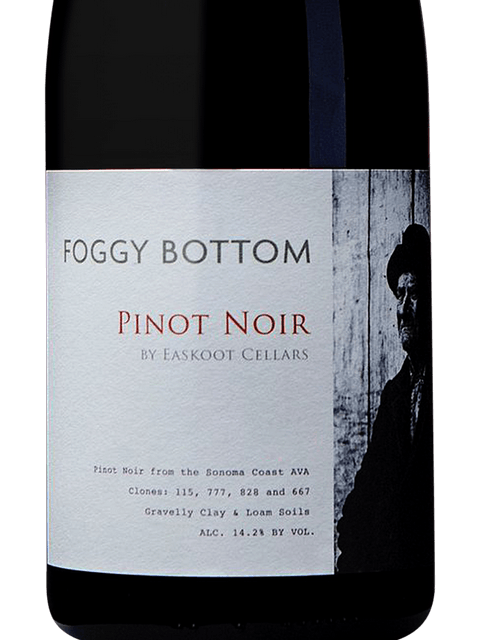 FOGGY BOTTOM
PINOT NOIR
BY EASKOOT CELLARS
Pinot Noir from the Sonoma Coast AVA
Clones: 115, 777, 828 and 667
Gravelly Clay & Loam Soils
ALC. 14.2% BY VOL.